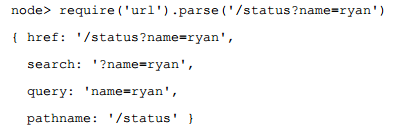 node> require('url').parse('/status?name=ryan')
{ href: '/status?name=ryan',
search: '?name=ryan',
query: 'name=ryan',
pathname: '/status' }